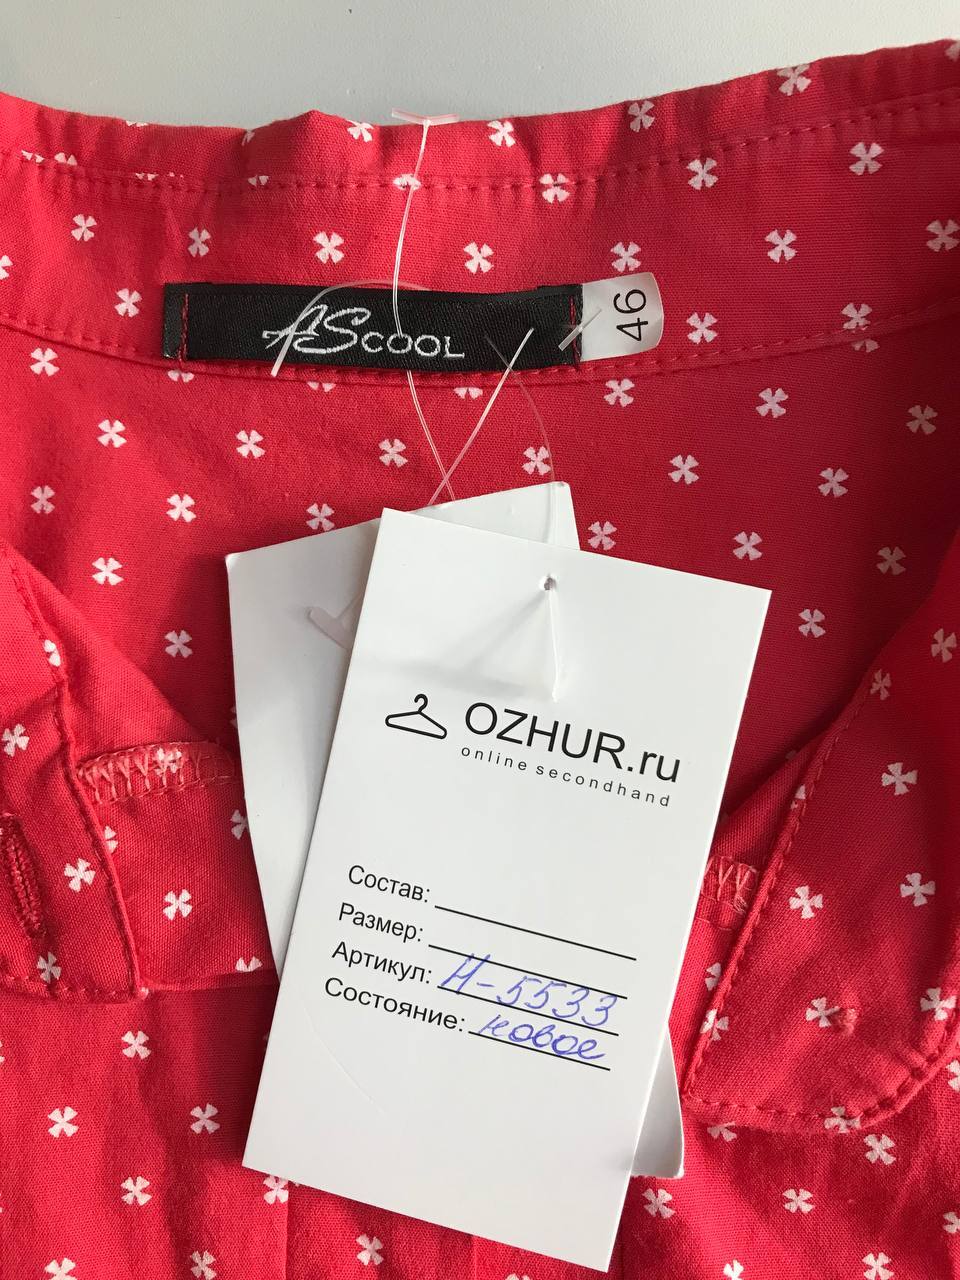 AScool
46
OZHUR.ru
online secondhand
Состав:
Размер:
Артикул: Н-5533
Состояние: новое